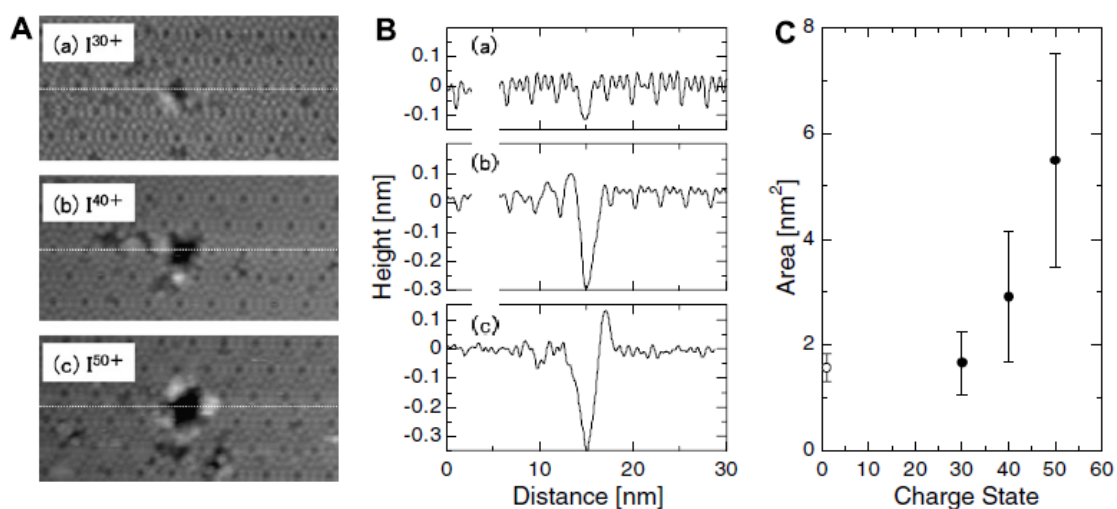 A
(a) I30+
(b) I40+
(c) I50+
B
Height [nm]
0.1
0
-0.1
(a)
0.1
0
-0.1
-0.2
-0.3
(b)
0.1
0
-0.1
-0.2
-0.3
(c)
0 10 20 30
Distance [nm]
C
Area [nm2]
8
6
4
2
0
0 10 20 30 40 50 60
Charge State